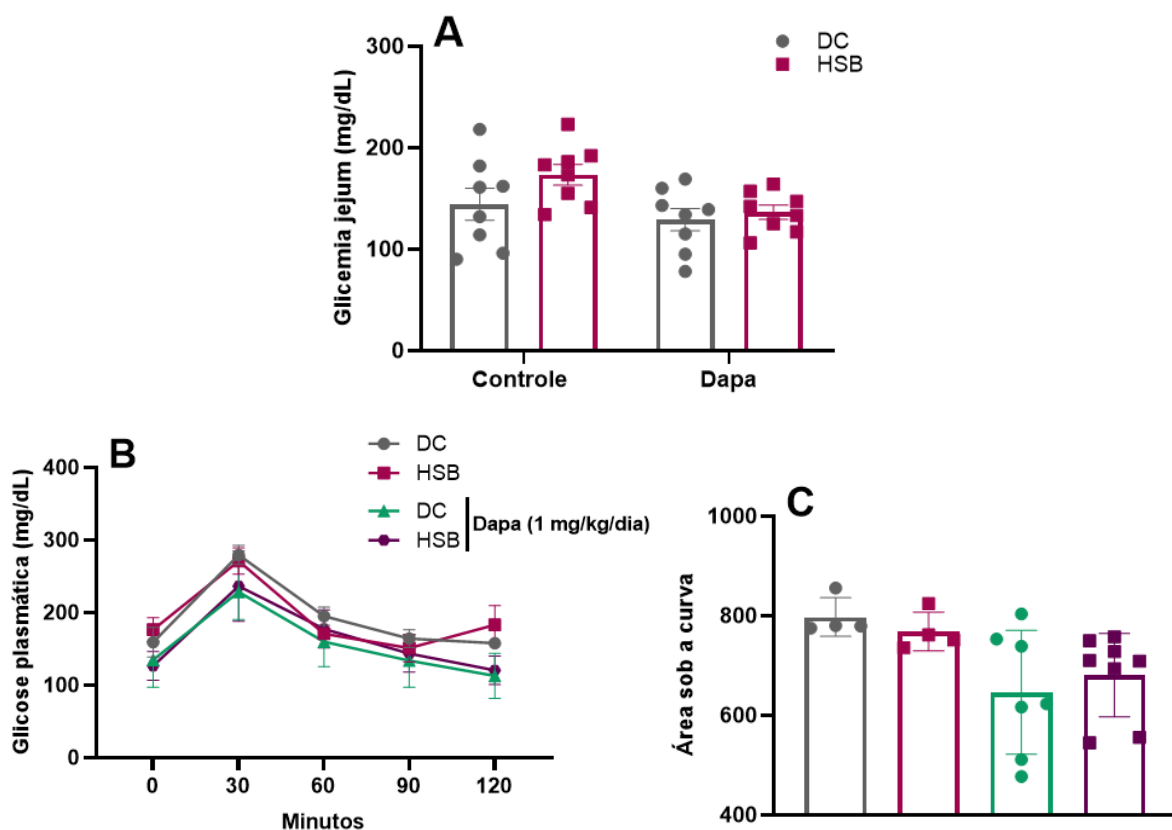 A
DC
HSB
Glicemia jejum (mg/dL)
300
200
100
0
Controle
Dapa
B
DC
HSB
DC
HSB
Dapa (1 mg/kg/dia)
Glicose plasmática (mg/dL)
400
300
200
100
0
0 30 60 90 120
Minutos
C
Área sob a curva
1000
800
600
400